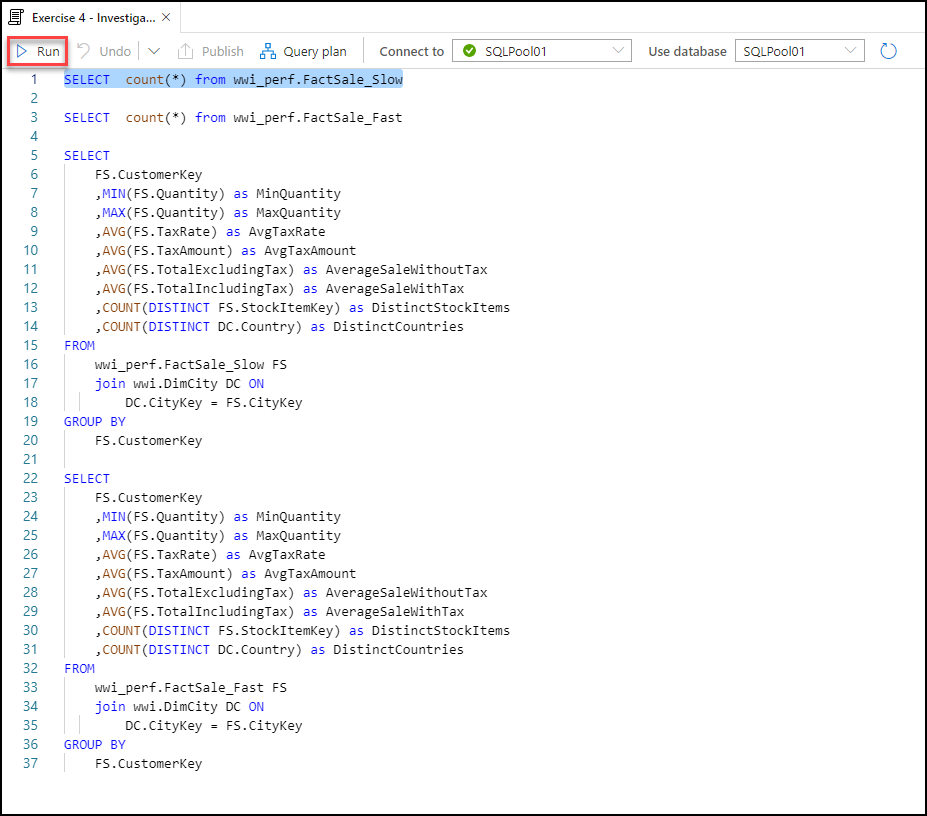 Exercise 4 - Investiga...
Run Undo Publish Query plan Connect to SQLPool01 Use database SQLPool01
1 SELECT  count(*) from wwi_perf.FactSale_Slow
2
3 SELECT  count(*) from wwi_perf.FactSale_Fast
4
5 SELECT
6     FS.CustomerKey
7     ,MIN(FS.Quantity) as MinQuantity
8     ,MAX(FS.Quantity) as MaxQuantity
9     ,AVG(FS.TaxRate) as AvgTaxRate
10     ,AVG(FS.TaxAmount) as AvgTaxAmount
11     ,AVG(FS.TotalExcludingTax) as AverageSaleWithoutTax
12     ,AVG(FS.TotalIncludingTax) as AverageSaleWithTax
13     ,COUNT(DISTINCT FS.StockItemKey) as DistinctStockItems
14     ,COUNT(DISTINCT DC.Country) as DistinctCountries
15 FROM
16     wwi_perf.FactSale_Slow FS
17     join wwi.DimCity DC ON
18         DC.CityKey = FS.CityKey
19 GROUP BY
20     FS.CustomerKey
21
22 SELECT
23     FS.CustomerKey
24     ,MIN(FS.Quantity) as MinQuantity
25     ,MAX(FS.Quantity) as MaxQuantity
26     ,AVG(FS.TaxRate) as AvgTaxRate
27     ,AVG(FS.TaxAmount) as AvgTaxAmount
28     ,AVG(FS.TotalExcludingTax) as AverageSaleWithoutTax
29     ,AVG(FS.TotalIncludingTax) as AverageSaleWithTax
30     ,COUNT(DISTINCT FS.StockItemKey) as DistinctStockItems
31     ,COUNT(DISTINCT DC.Country) as DistinctCountries
32 FROM
33     wwi_perf.FactSale_Fast FS
34     join wwi.DimCity DC ON
35         DC.CityKey = FS.CityKey
36 GROUP BY
37     FS.CustomerKey